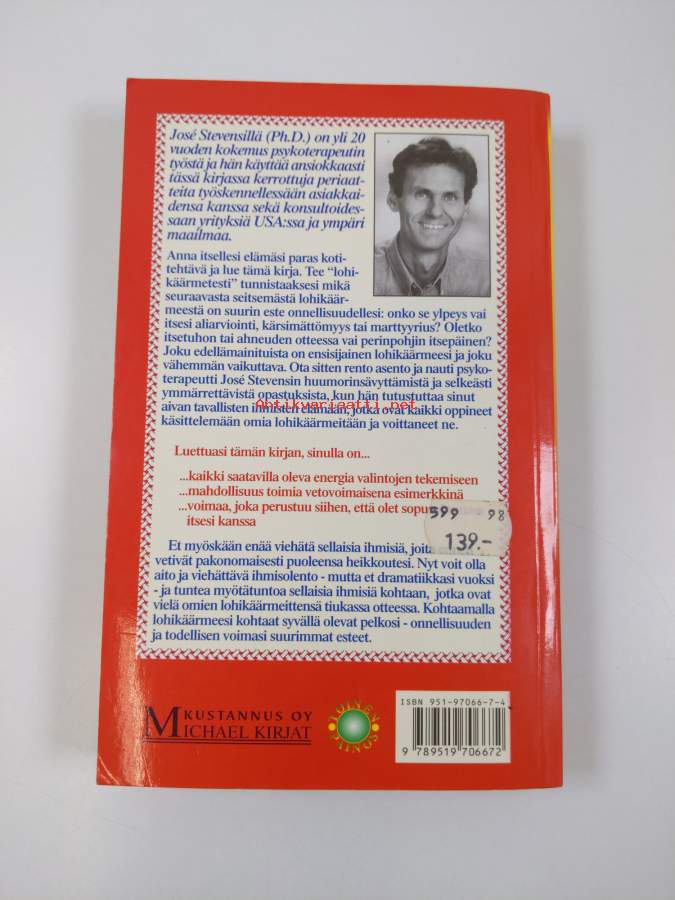 José Stevensillä (Ph.D.) on yli 20
vuoden kokemus psykoterapeutin
työstä ja hän käyttää ansiokkaasti
tässä kirjassa kerrottuja periaat-
teita työskennellessään asiakkai-
densa kanssa sekä konsultoides-
saan yrityksiä USA:ssa ja ympäri
maailmaa.
Anna itsellesi elämäsi paras koti-
tehtävä ja lue tämä kirja. Tee “lohi-
käärmetesti” tunnistaaksesi mikä
seuraavasta seitsemästä lohikäär-
meestä on suurin este onnellisuudellesi: onko se ylpeys vai
itsesi aliarviointi, kärsimättömyys tai marttyyrius? Oletko
itsetuhon tai ahneuden otteessa vai perinpohjin itsepäinen?
Joku edellämainituista on ensisijainen lohikäärmeesi ja joku
vähemmän vaikuttava. Ota sitten rento asento ja nauti psyko-
terapeutti José Stevensin huumorinsävyttämistä ja selkeästi
ymmärrettävistä opastuksista, kun hän tutustuttaa sinut
Antikvariaatti.net
aivan tavallisten ihmisten elämään, jotka ovat kaikki oppineet
käsittelemään omia lohikäärmeitään ja voittaneet ne.
Luettuasi tämän kirjan, sinulla on...
...kaikki saatavilla oleva energia valintojen tekemiseen
...mahdollisuus toimia vetovoimaisena esimerkkinä
...voimaa, joka perustuu siihen, että olet sopu
itsesi kanssa
599 98
139.-
Et myöskään enää viehätä sellaisia ihmisiä, joita
vetivät pakonomaisesti puoleensa heikkoutesi. Nyt voit olla
aito ja viehättävä ihmisolento - mutta et dramatiikkasi vuoksi
- ja tuntea myötätuntoa sellaisia ihmisiä kohtaan, jotka ovat
vielä omien lohikäärmeittensä tiukassa otteessa. Kohtaamalla
lohikäärmeesi kohtaat syvällä olevat pelkosi - onnellisuuden
ja todellisen voimasi suurimmat esteet.
KUSTANNUS OY
MICHAEL KIRJAT
TOINEN
PAINOS
ISBN 951-97066-7-4
9 789519 706672